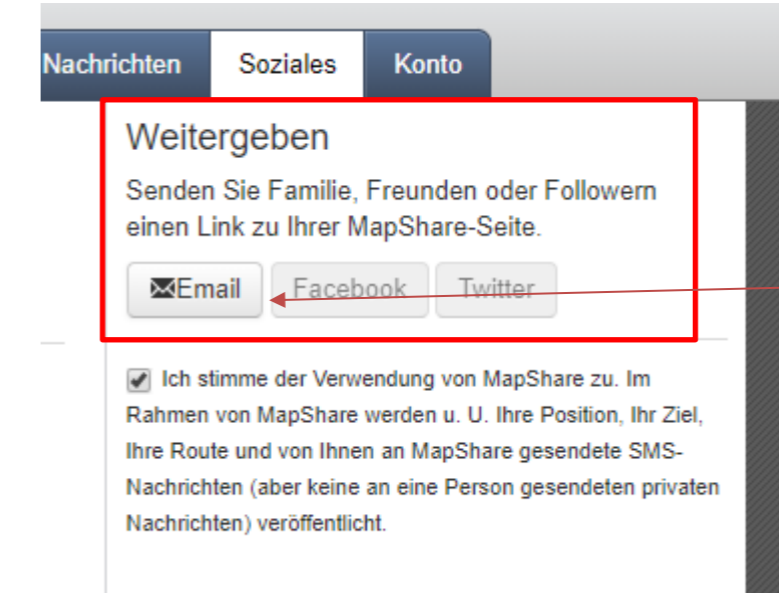 Nachrichten Soziales Konto
Weitergeben
Senden Sie Familie, Freunden oder Followern
einen Link zu Ihrer MapShare-Seite.
Email Facebook Twitter
Ich stimme der Verwendung von MapShare zu. Im
Rahmen von MapShare werden u. U. Ihre Position, Ihr Ziel,
Ihre Route und von Ihnen an MapShare gesendete SMS-
Nachrichten (aber keine an eine Person gesendeten privaten
Nachrichten) veröffentlicht.